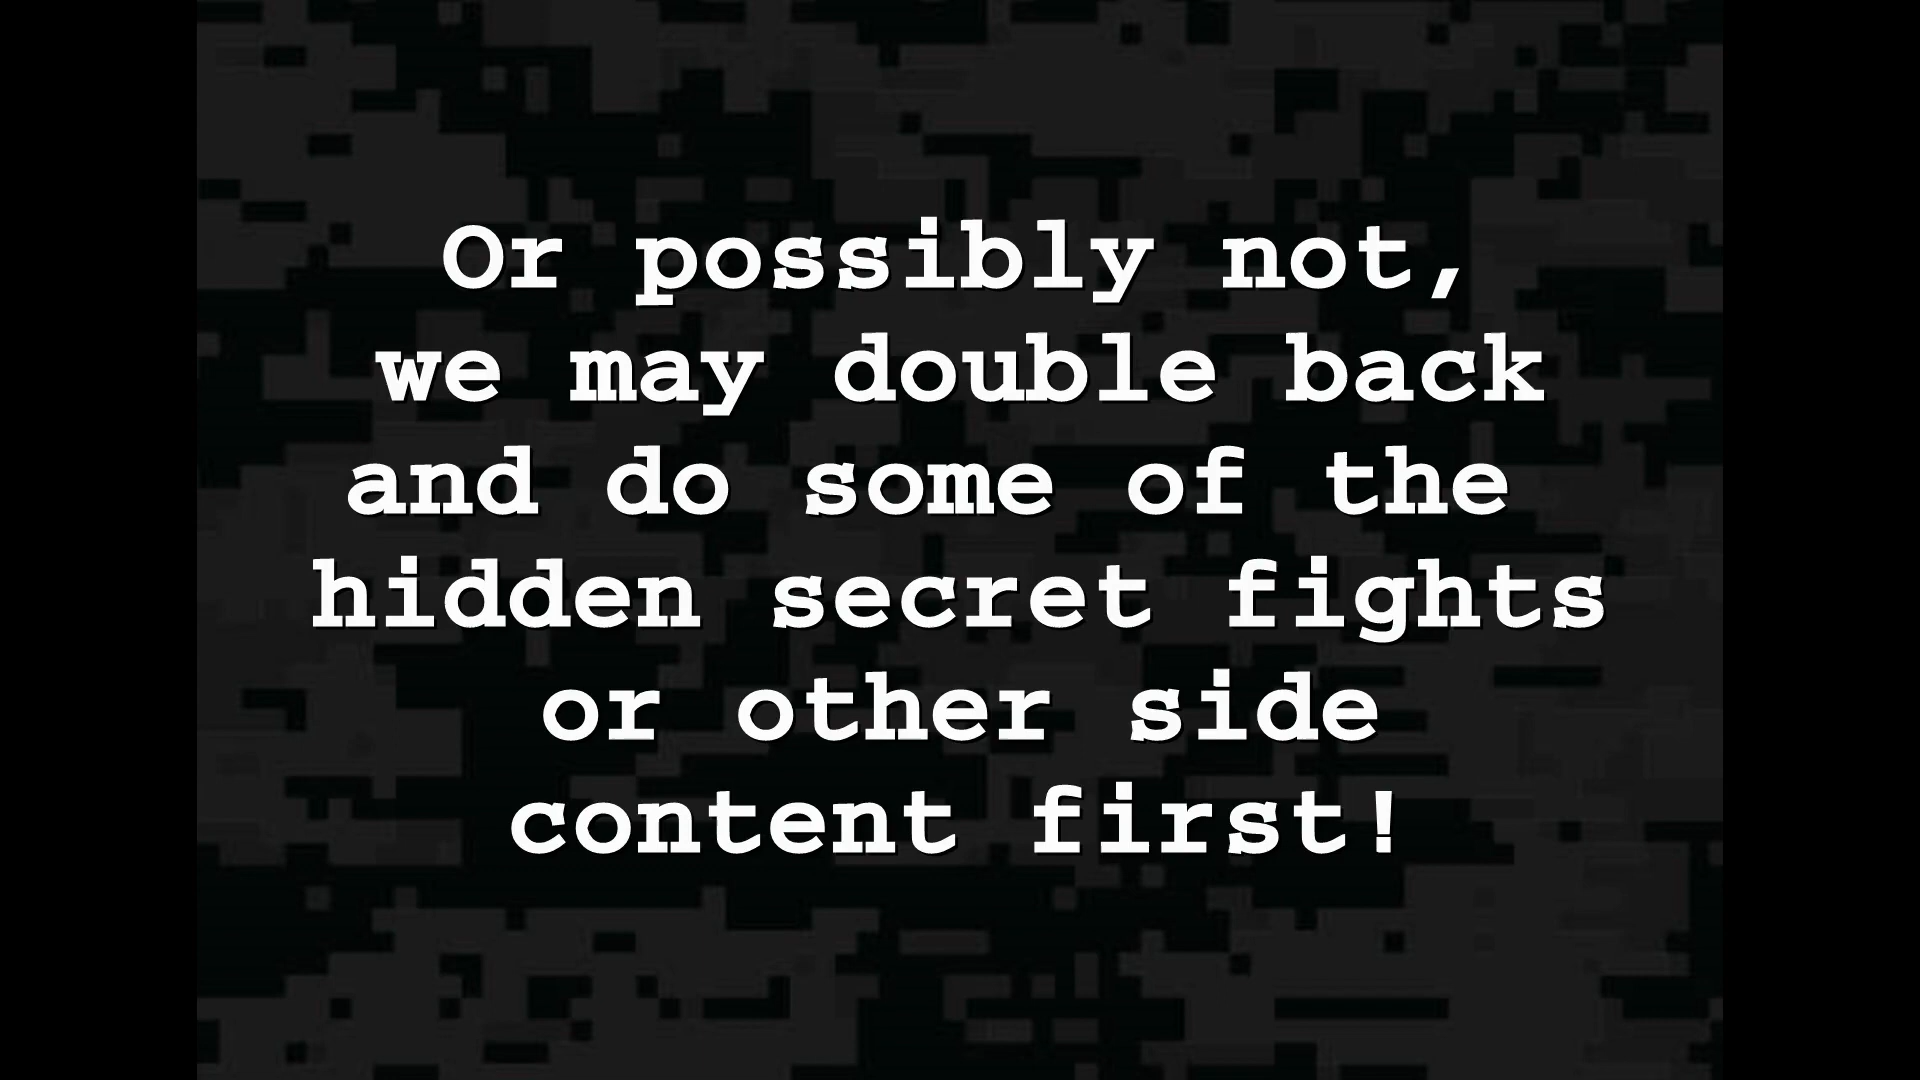 Or possibly not,
we may double back
and do some of the
hidden secret fights
or other side
content first!